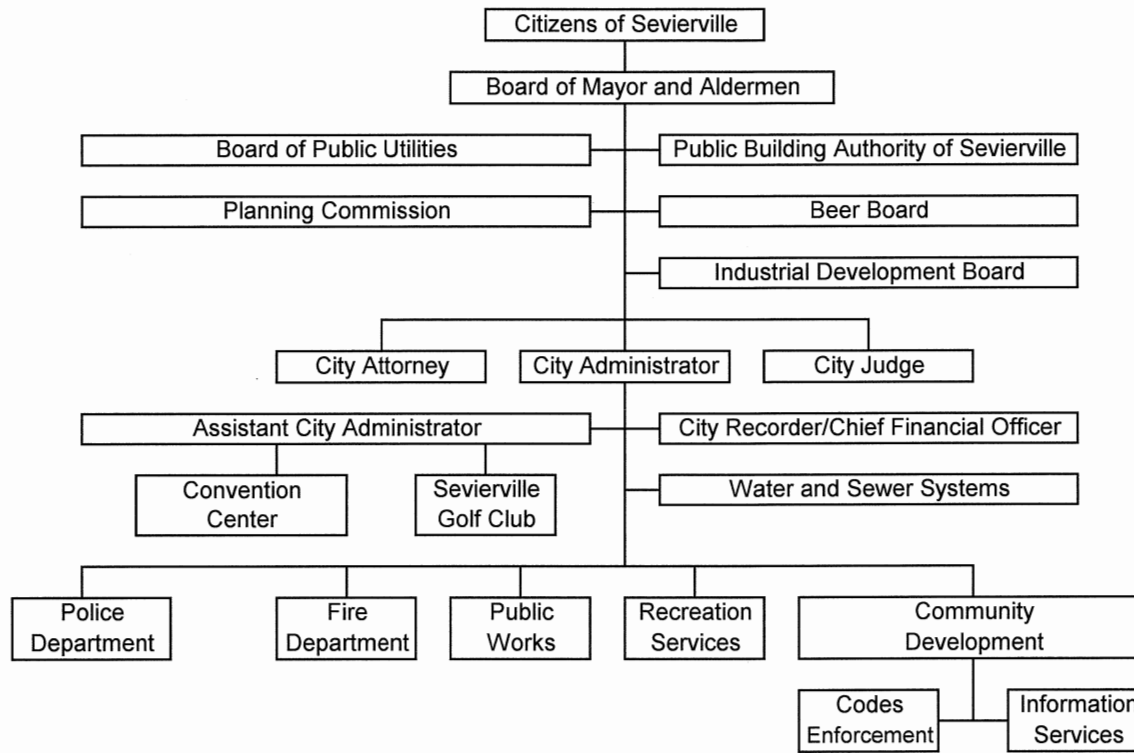 Citizens of Sevierville
Board of Mayor and Aldermen
Board of Public Utilities
Public Building Authority of Sevierville
Planning Commission
Beer Board
Industrial Development Board
City Attorney
City Administrator
City Judge
Assistant City Administrator
City Recorder/Chief Financial Officer
Convention
Center
Sevierville
Golf Club
Water and Sewer Systems
Police
Department
Fire
Department
Public
Works
Recreation
Services
Community
Development
Codes
Enforcement
Information
Services